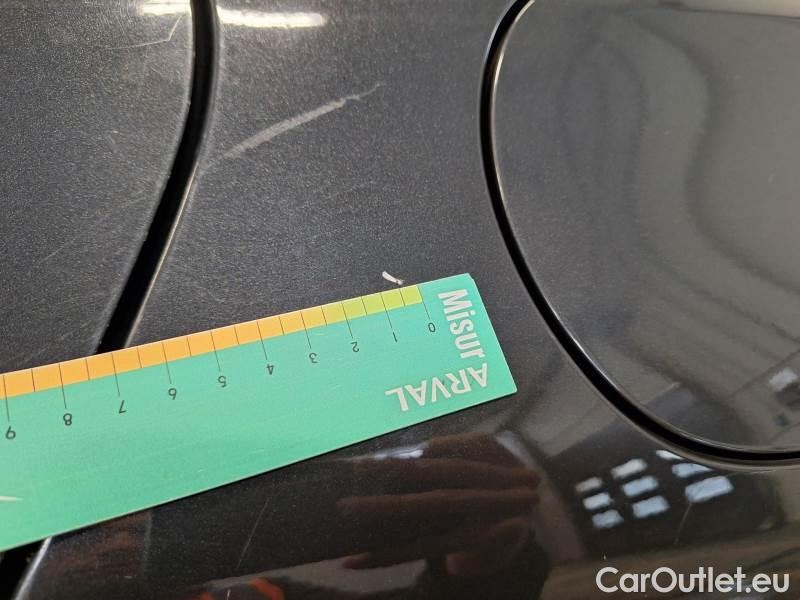 Misur
ARVAL
0 1 2 3 4 5 6 7 8 9
CarOutlet.eu